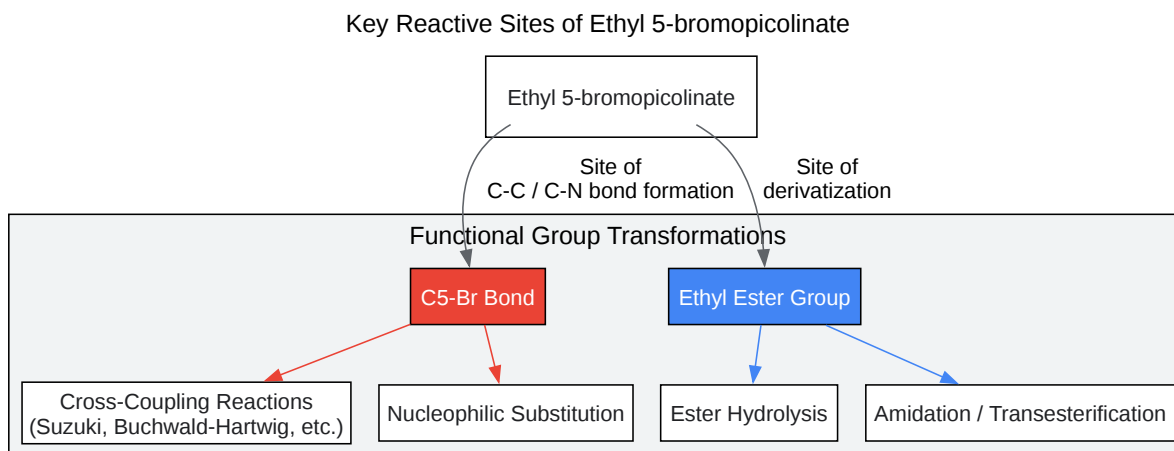 Key Reactive Sites of Ethyl 5-bromopicolinate
Ethyl 5-bromopicolinate
Site of
C-C / C-N bond formation
Site of
derivatization
Functional Group Transformations
C5-Br Bond
Ethyl Ester Group
Cross-Coupling Reactions
(Suzuki, Buchwald-Hartwig, etc.)
Nucleophilic Substitution
Ester Hydrolysis
Amidation / Transesterification